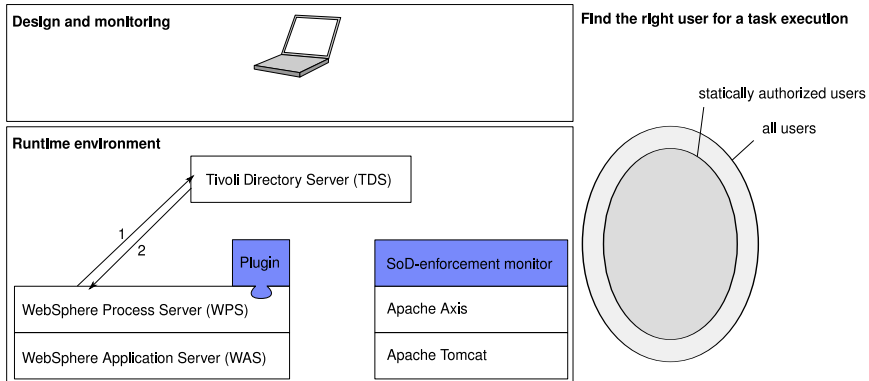 Design and monitoring
Find the right user for a task execution
statically authorized users
all users
Runtime environment
Tivoli Directory Server (TDS)
1
2
Plugin
SoD-enforcement monitor
WebSphere Process Server (WPS)
Apache Axis
WebSphere Application Server (WAS)
Apache Tomcat